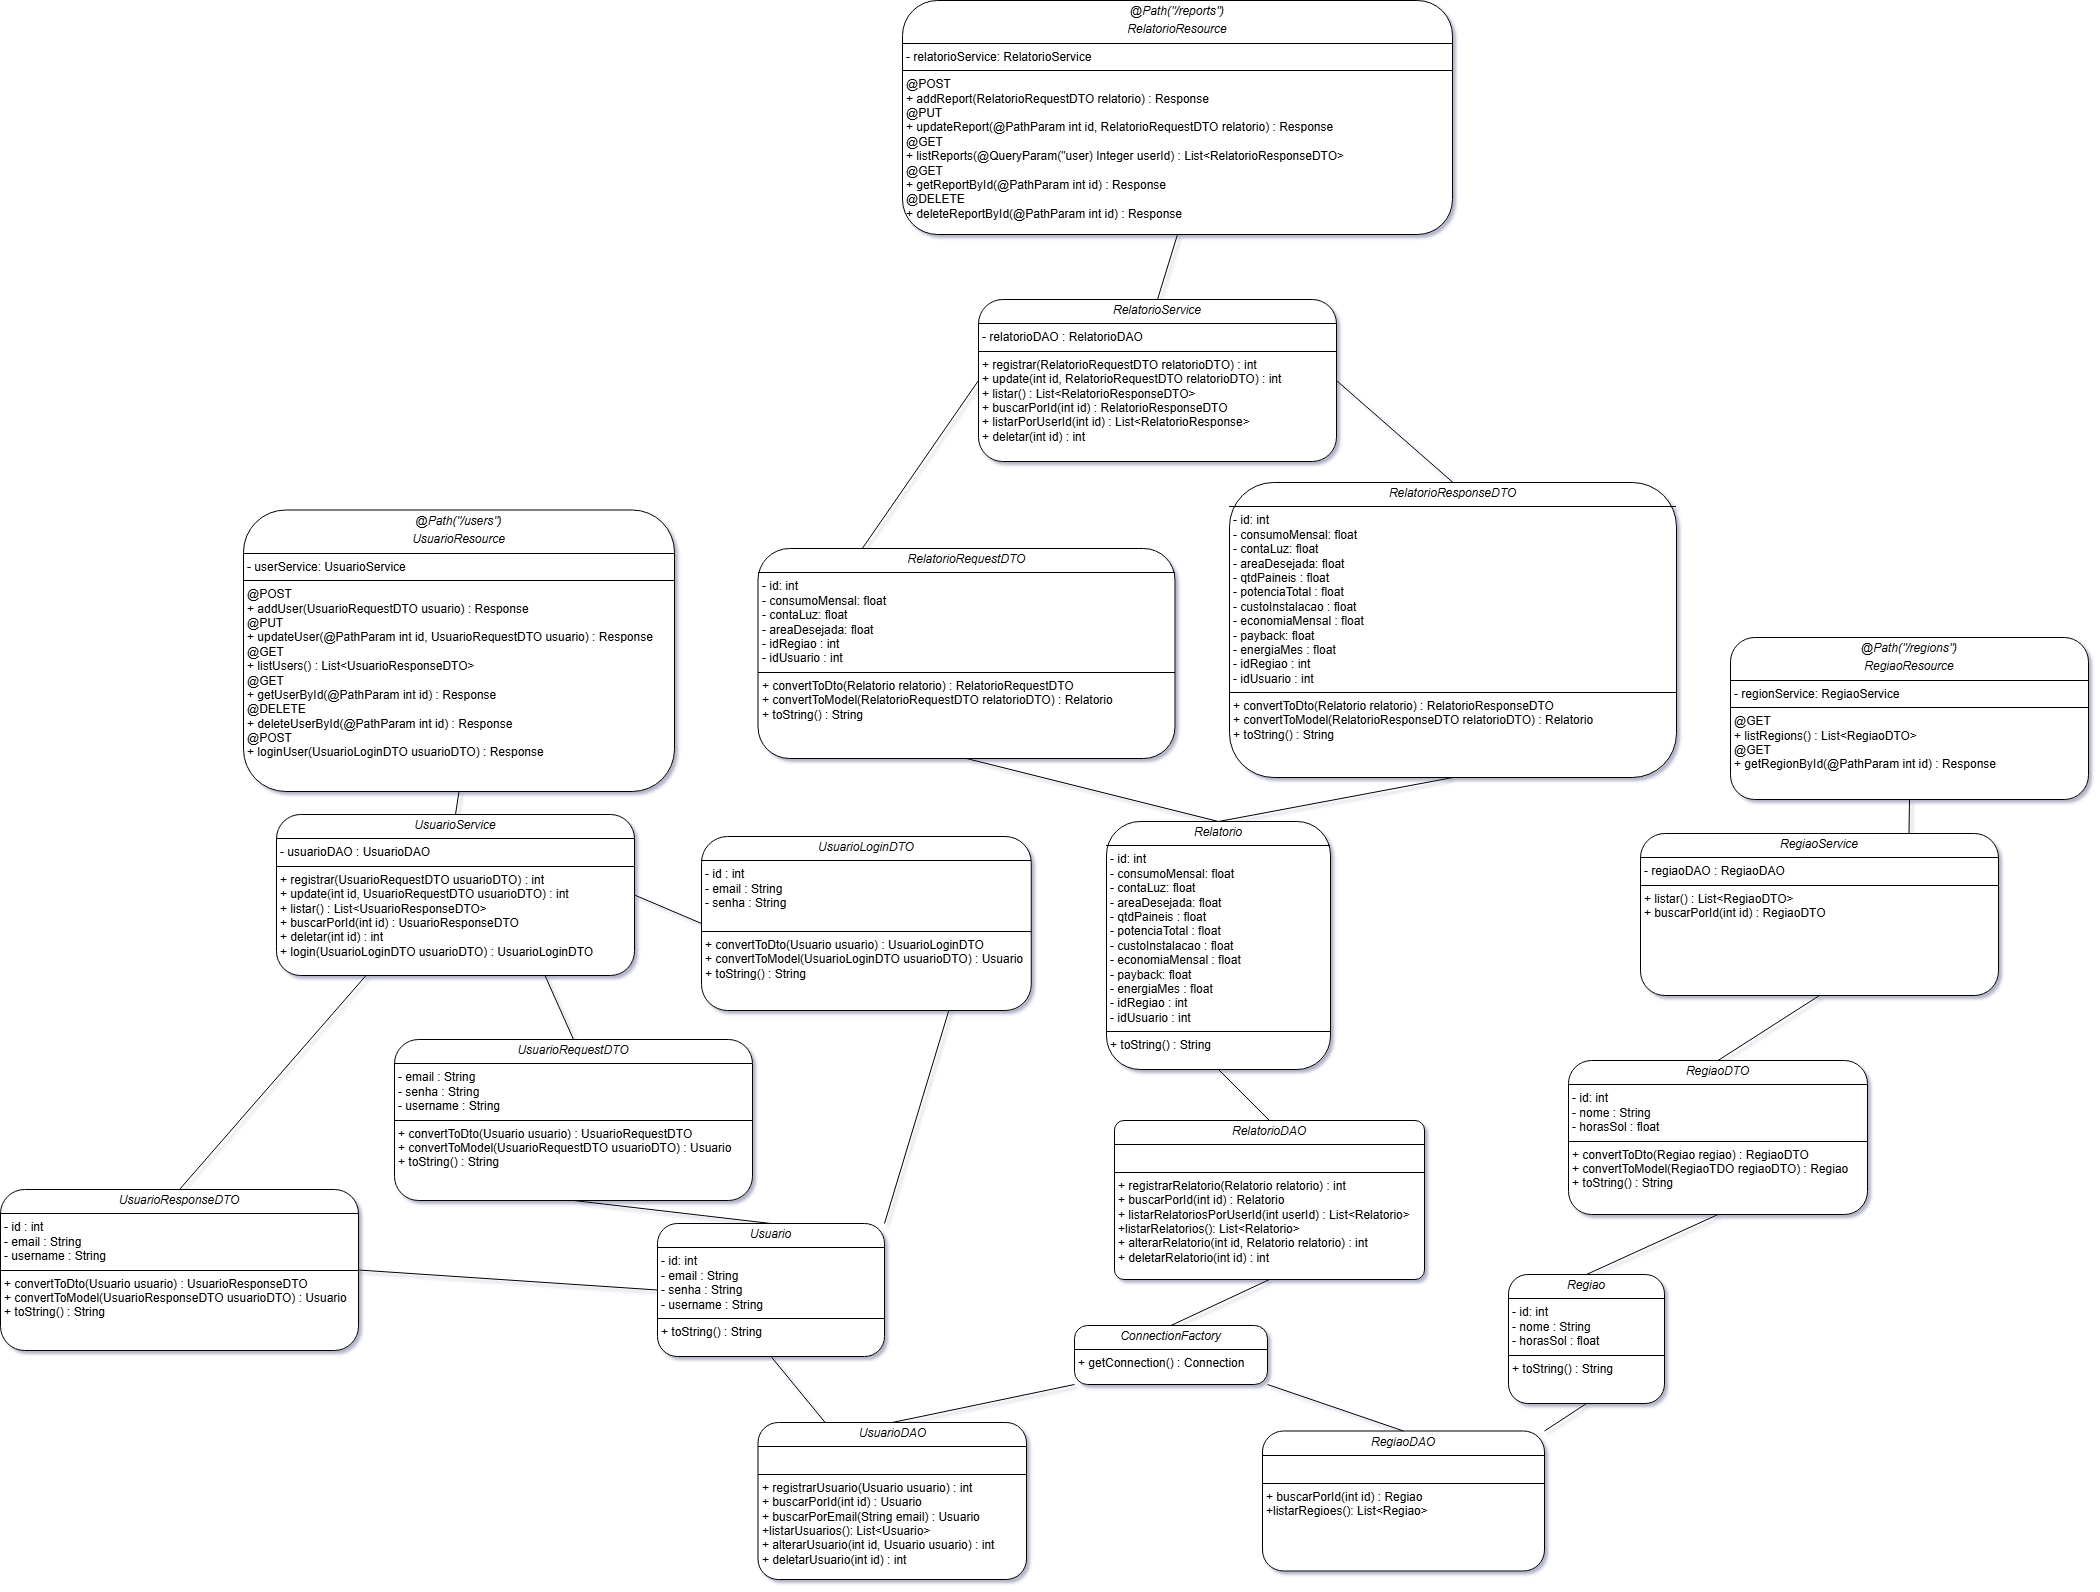 @Path("/reports")
RelatorioResource
- relatorioService: RelatorioService
@POST
+ addReport(RelatorioRequestDTO relatorio) : Response
@PUT
+ updateReport(@PathParam int id, RelatorioRequestDTO relatorio) : Response
@GET
+ listReports(@QueryParam("user) Integer userId) : List<RelatorioResponseDTO>
@GET
+ getReportById(@PathParam int id) : Response
@DELETE
+ deleteReportById(@PathParam int id) : Response
RelatorioService
- relatorioDAO : RelatorioDAO
+ registrar(RelatorioRequestDTO relatorioDTO) : int
+ update(int id, RelatorioRequestDTO relatorioDTO) : int
+ listar() : List<RelatorioResponseDTO>
+ buscarPorId(int id) : RelatorioResponseDTO
+ listarPorUserId(int id) : List<RelatorioResponse>
+ deletar(int id) : int
RelatorioResponseDTO
- id: int
- consumoMensal: float
- contaLuz: float
- areaDesejada: float
- qtdPaineis : float
- potenciaTotal : float
- custoInstalacao : float
- economiaMensal : float
- payback: float
- energiaMes : float
- idRegiao : int
- idUsuario : int
+ convertToDto(Relatorio relatorio) : RelatorioResponseDTO
+ convertToModel(RelatorioResponseDTO relatorioDTO) : Relatorio
+ toString() : String
@Path("/users")
UsuarioResource
- userService: UsuarioService
@POST
+ addUser(UsuarioRequestDTO usuario) : Response
@PUT
+ updateUser(@PathParam int id, UsuarioRequestDTO usuario) : Response
@GET
+ listUsers() : List<UsuarioResponseDTO>
@GET
+ getUserById(@PathParam int id) : Response
@DELETE
+ deleteUserById(@PathParam int id) : Response
@POST
+ loginUser(UsuarioLoginDTO usuarioDTO) : Response
RelatorioRequestDTO
- id: int
- consumoMensal: float
- contaLuz: float
- areaDesejada: float
- idRegiao : int
- idUsuario : int
+ convertToDto(Relatorio relatorio) : RelatorioRequestDTO
+ convertToModel(RelatorioRequestDTO relatorioDTO) : Relatorio
+ toString() : String
@Path("/regions")
RegiaoResource
- regionService: RegiaoService
@GET
+ listRegions() : List<RegiaoDTO>
@GET
+ getRegionById(@PathParam int id) : Response
UsuarioService
- usuarioDAO : UsuarioDAO
+ registrar(UsuarioRequestDTO usuarioDTO) : int
+ update(int id, UsuarioRequestDTO usuarioDTO) : int
+ listar() : List<UsuarioResponseDTO>
+ buscarPorId(int id) : UsuarioResponseDTO
+ deletar(int id) : int
+ login(UsuarioLoginDTO usuarioDTO) : UsuarioLoginDTO
UsuarioLoginDTO
- id : int
- email : String
- senha : String
+ convertToDto(Usuario usuario) : UsuarioLoginDTO
+ convertToModel(UsuarioLoginDTO usuarioDTO) : Usuario
+ toString() : String
Relatorio
- id: int
- consumoMensal: float
- contaLuz: float
- areaDesejada: float
- qtdPaineis : float
- potenciaTotal : float
- custoInstalacao : float
- economiaMensal : float
- payback: float
- energiaMes : float
- idRegiao : int
- idUsuario : int
+ toString() : String
RegiaoService
- regiaoDAO : RegiaoDAO
+ listar() : List<RegiaoDTO>
+ buscarPorId(int id) : RegiaoDTO
UsuarioRequestDTO
- email : String
- senha : String
- username : String
+ convertToDto(Usuario usuario) : UsuarioRequestDTO
+ convertToModel(UsuarioRequestDTO usuarioDTO) : Usuario
+ toString() : String
RegiaoDTO
- id: int
- nome : String
- horasSol : float
+ convertToDto(Regiao regiao) : RegiaoDTO
+ convertToModel(RegiaoTDO regiaoDTO) : Regiao
+ toString() : String
RelatorioDAO
+ registrarRelatorio(Relatorio relatorio) : int
+ buscarPorId(int id) : Relatorio
+ listarRelatoriosPorUserId(int userId) : List<Relatorio>
+listarRelatorios(): List<Relatorio>
+ alterarRelatorio(int id, Relatorio relatorio) : int
+ deletarRelatorio(int id) : int
UsuarioResponseDTO
- id : int
- email : String
- username : String
+ convertToDto(Usuario usuario) : UsuarioResponseDTO
+ convertToModel(UsuarioResponseDTO usuarioDTO) : Usuario
+ toString() : String
Usuario
- id: int
- email : String
- senha : String
- username : String
+ toString() : String
Regiao
- id: int
- nome : String
- horasSol : float
+ toString() : String
ConnectionFactory
+ getConnection() : Connection
UsuarioDAO
+ registrarUsuario(Usuario usuario) : int
+ buscarPorId(int id) : Usuario
+ buscarPorEmail(String email) : Usuario
+listarUsuarios(): List<Usuario>
+ alterarUsuario(int id, Usuario usuario) : int
+ deletarUsuario(int id) : int
RegiaoDAO
+ buscarPorId(int id) : Regiao
+listarRegioes(): List<Regiao>